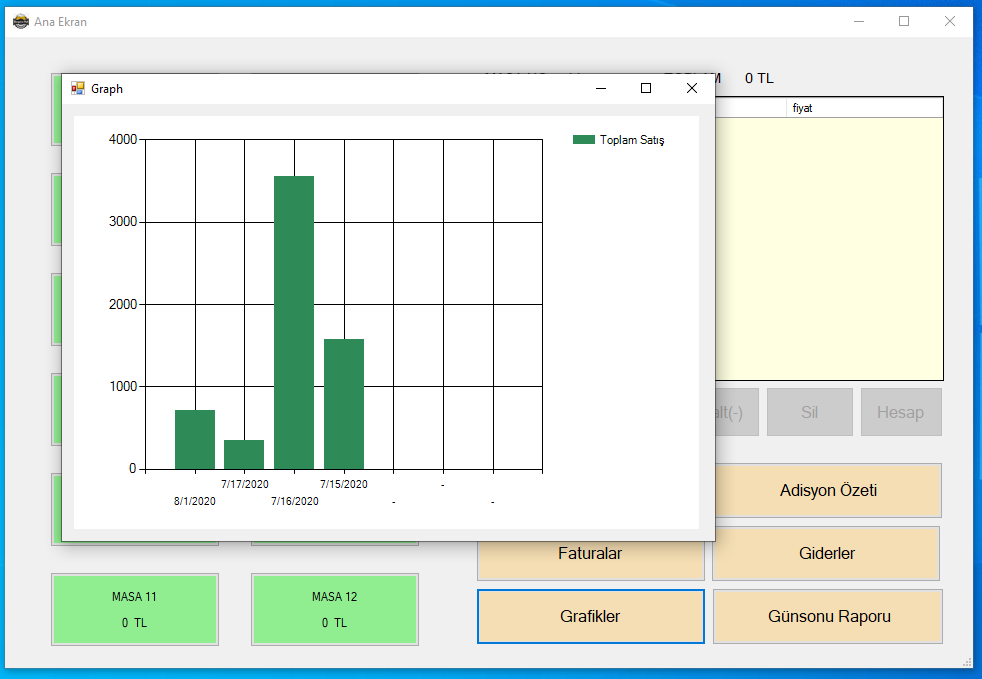 Ana Ekran
0 TL
Graph
fiyat
Toplam Satış
4000
3000
2000
1000
0
7/17/2020 7/15/2020 -
8/1/2020 7/16/2020 - -
Sil Hesap
Adisyon Özeti
Faturalar Giderler
MASA 11 MASA 12
0 TL 0 TL
Grafikler Günsonu Raporu